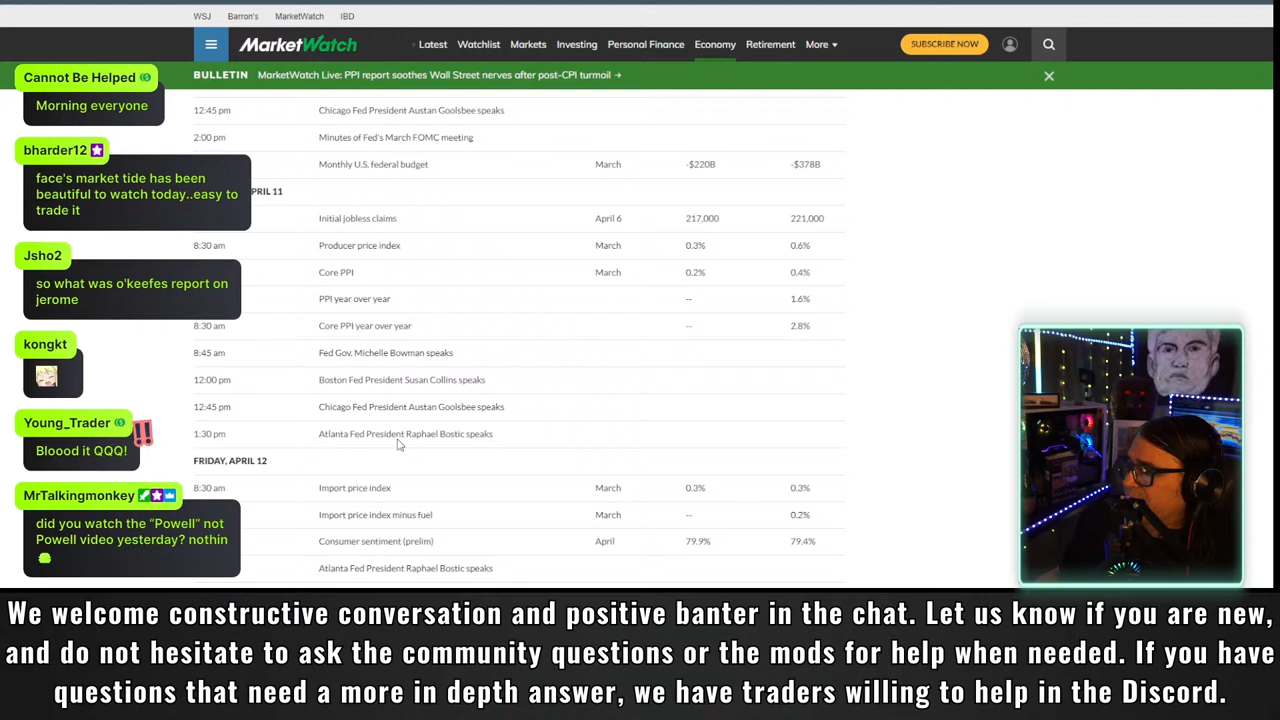 WSJ Barron's MarketWatch IBD
MarketWatch Latest Watchlist Markets Investing Personal Finance Economy Retirement More SUBSCRIBE NOW
BULLETIN MarketWatch Live: PPI report soothes Wall Street nerves after post-CPI turmoil →
Cannot Be Helped
Morning everyone
bharder12
face's market tide has been
beautiful to watch today..easy to
trade it
Jsho2
so what was o'keefes report on
jerome
kongkt
Young_Trader
Bloood it QQQ!
MrTalkingmonkey
did you watch the "Powell" not
Powell video yesterday? nothin
12:45 pm Chicago Fed President Austan Goolsbee speaks
2:00 pm Minutes of Fed's March FOMC meeting
Monthly U.S. federal budget March -$220B -$378B
PRIL 11
Initial jobless claims April 6 217,000 221,000
8:30 am Producer price index March 0.3% 0.6%
Core PPI March 0.2% 0.4%
PPI year over year -- 1.6%
8:30 am Core PPI year over year -- 2.8%
8:45 am Fed Gov. Michelle Bowman speaks
12:00 pm Boston Fed President Susan Collins speaks
12:45 pm Chicago Fed President Austan Goolsbee speaks
1:30 pm Atlanta Fed President Raphael Bostic speaks
FRIDAY, APRIL 12
8:30 am Import price index March 0.3% 0.3%
Import price index minus fuel March -- 0.2%
Consumer sentiment (prelim) April 79.9% 79.4%
Atlanta Fed President Raphael Bostic speaks
We welcome constructive conversation and positive banter in the chat. Let us know if you are new,
and do not hesitate to ask the community questions or the mods for help when needed. If you have
questions that need a more in depth answer, we have traders willing to help in the Discord.